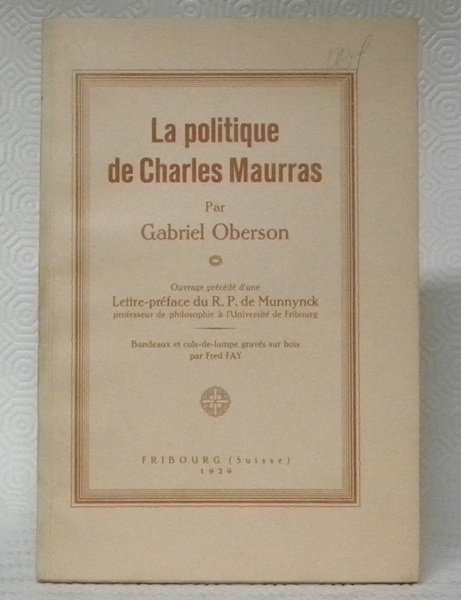 La politique
de Charles Maurras
Par
Gabriel Oberson
Ouvrage précédé d'une
Lettre-préface du R. P. de Munnynck
professeur de philosophie à l'Université de Fribourg
Bandeaux et culs-de-lampe gravés sur bois
par Fred FAY
FRIBOURG (Suisse)
1929